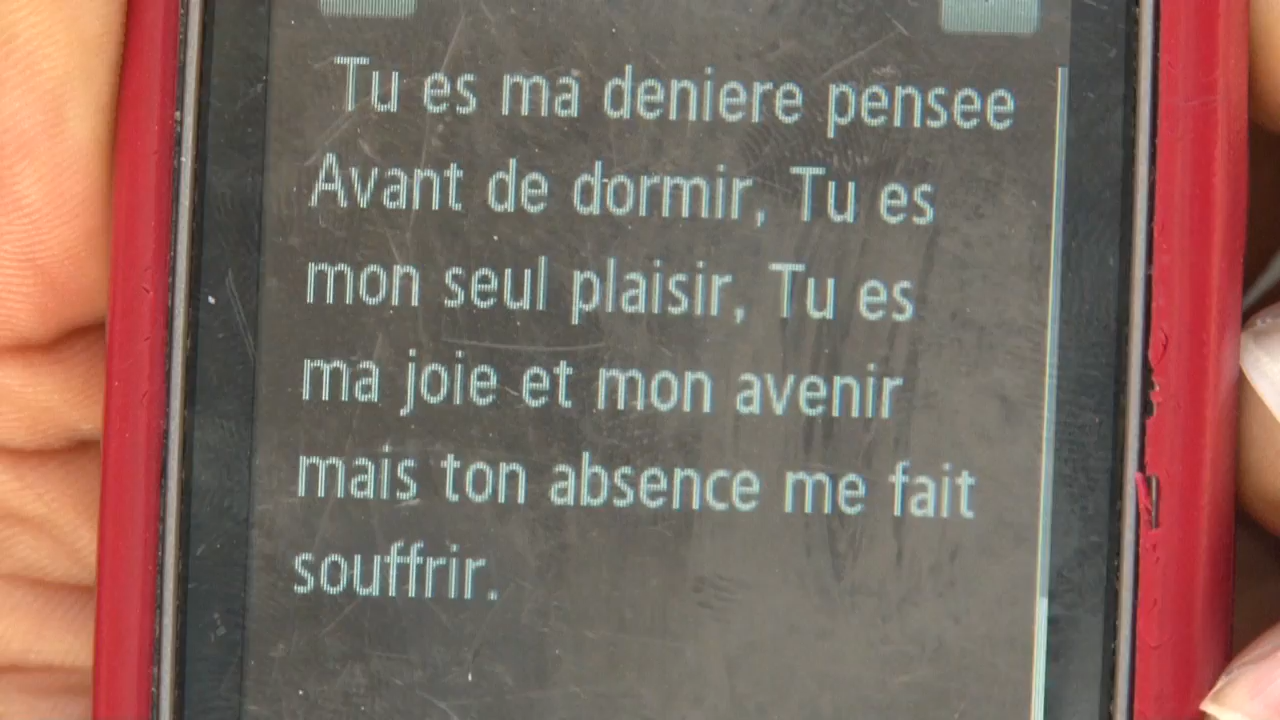 Tu es ma deniere pensee
Avant de dormir, Tu es
mon seul plaisir, Tu es
ma joie et mon avenir
mais ton absence me fait
souffrir.